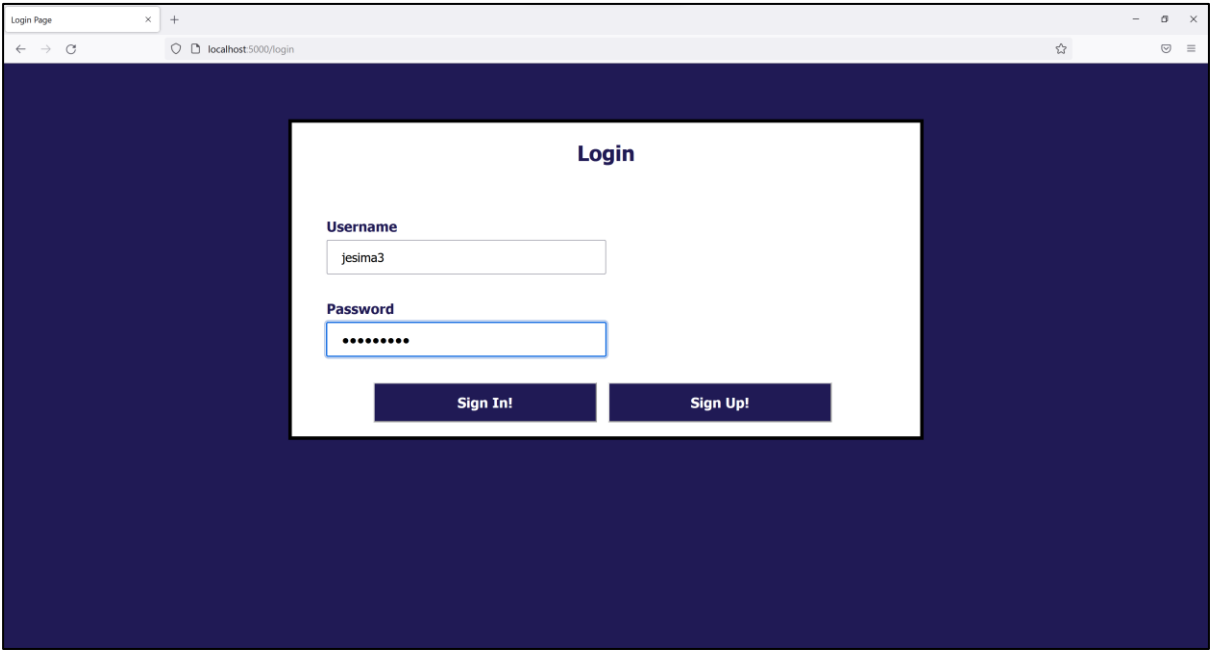 Login Page
localhost:5000/login
Login
Username
jesima3
Password
•••••••••
Sign In! Sign Up!